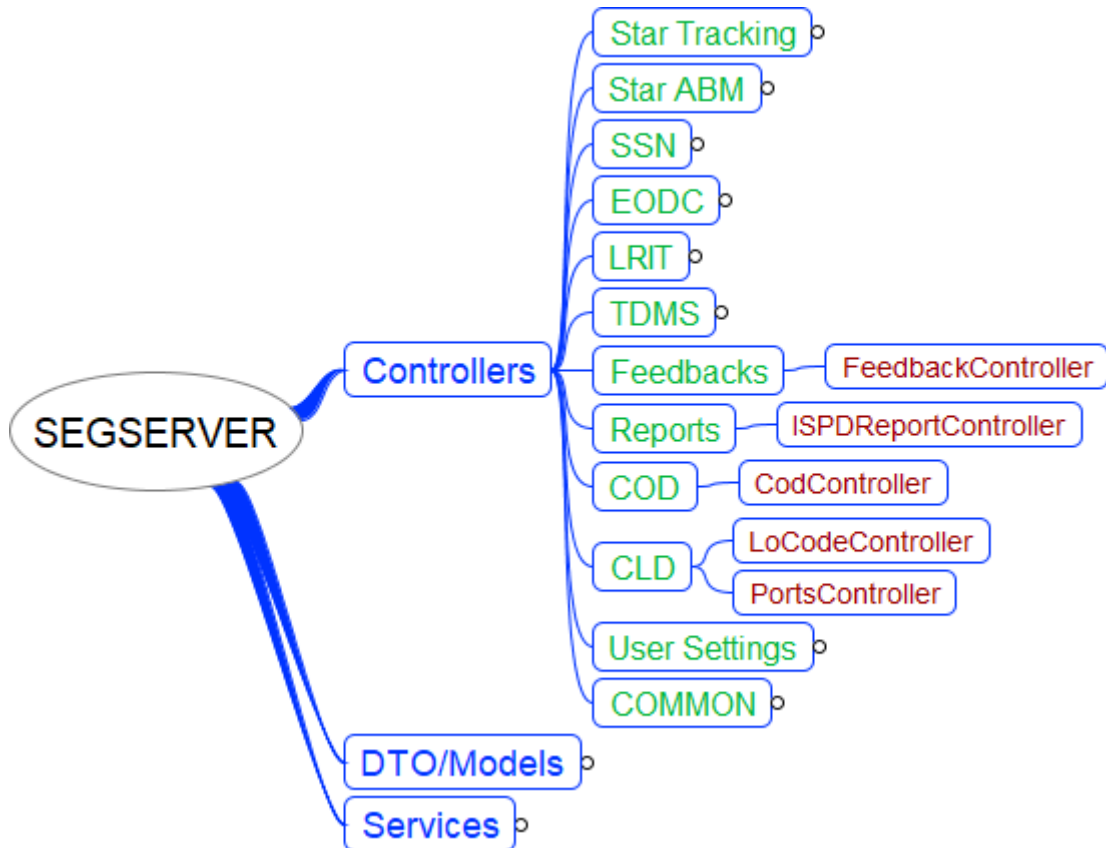 SEGSERVER
Controllers
Star Tracking
Star ABM
SSN
EODC
LRIT
TDMS
Feedbacks
FeedbackController
Reports
ISPDReportController
COD
CodController
CLD
LoCodeController
PortsController
User Settings
COMMON
DTO/Models
Services